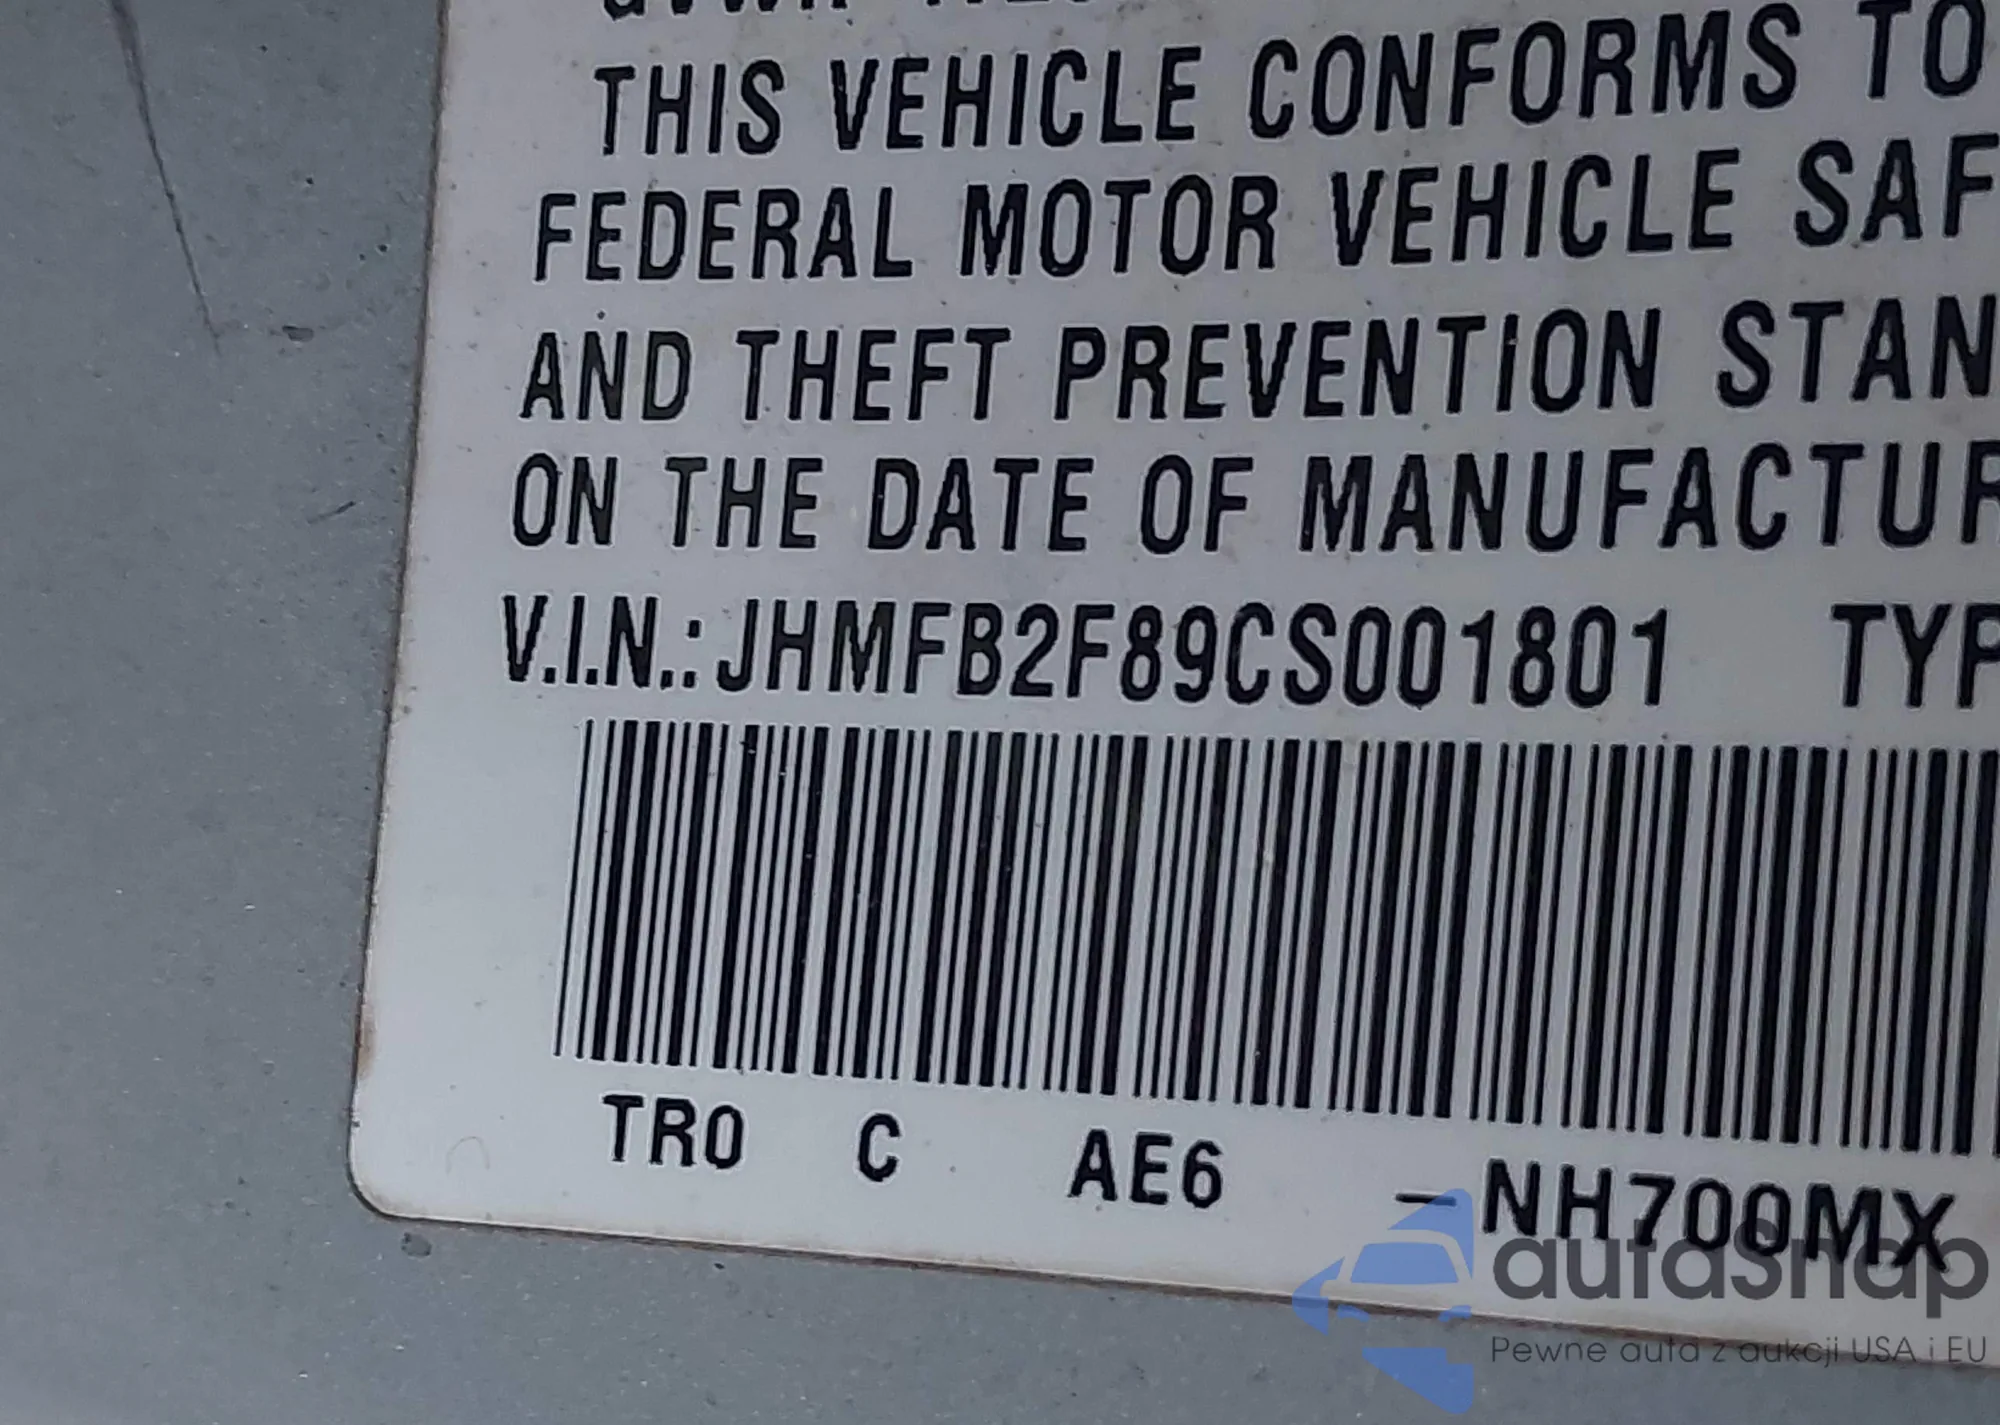 THIS VEHICLE CONFORMS TO
FEDERAL MOTOR VEHICLE SAF
AND THEFT PREVENTION STAN
ON THE DATE OF MANUFACTUR
V.I.N.: JHMFB2F89CS001801 TYP
TR0 C AE6 –NH700MX
autaSnap
Pewne auta z aukcji USA i EU